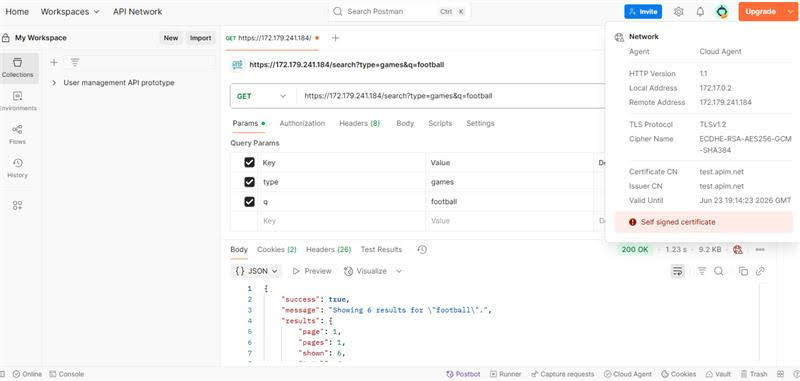 Home Workspaces API Network Search Postman Ctrl K Invite Upgrade
My Workspace New Import GET https://172.179.241.184/
Network
Agent Cloud Agent
HTTP Version 1.1
Local Address 172.17.0.2
Remote Address 172.179.241.184
TLS Protocol TLSv1.2
Cipher Name ECDHE-RSA-AES256-GCM
-SHA384
Certificate CN test.apim.net
Issuer CN test.apim.net
Valid Until Jun 23 19:14:23 2026 GMT
Self signed certificate
Collections
Environments
Flows
History
User management API prototype
https://172.179.241.184/search?type=games&q=football
GET https://172.179.241.184/search?type=games&q=football
Params Authorization Headers (8) Body Scripts Settings
Query Params
Key Value De
type games
q football
Key Value De
Body Cookies (2) Headers (26) Test Results 200 OK 1.23 s 9.2 KB
{} JSON Preview Visualize
1 {
2 "success": true,
3 "message": "Showing 6 results for \"football\".",
4 "results": {
5 "page": 1,
6 "pages": 1,
7 "shown": 6,
Online Console Postbot Runner Capture requests Cloud Agent Cookies Vault Trash